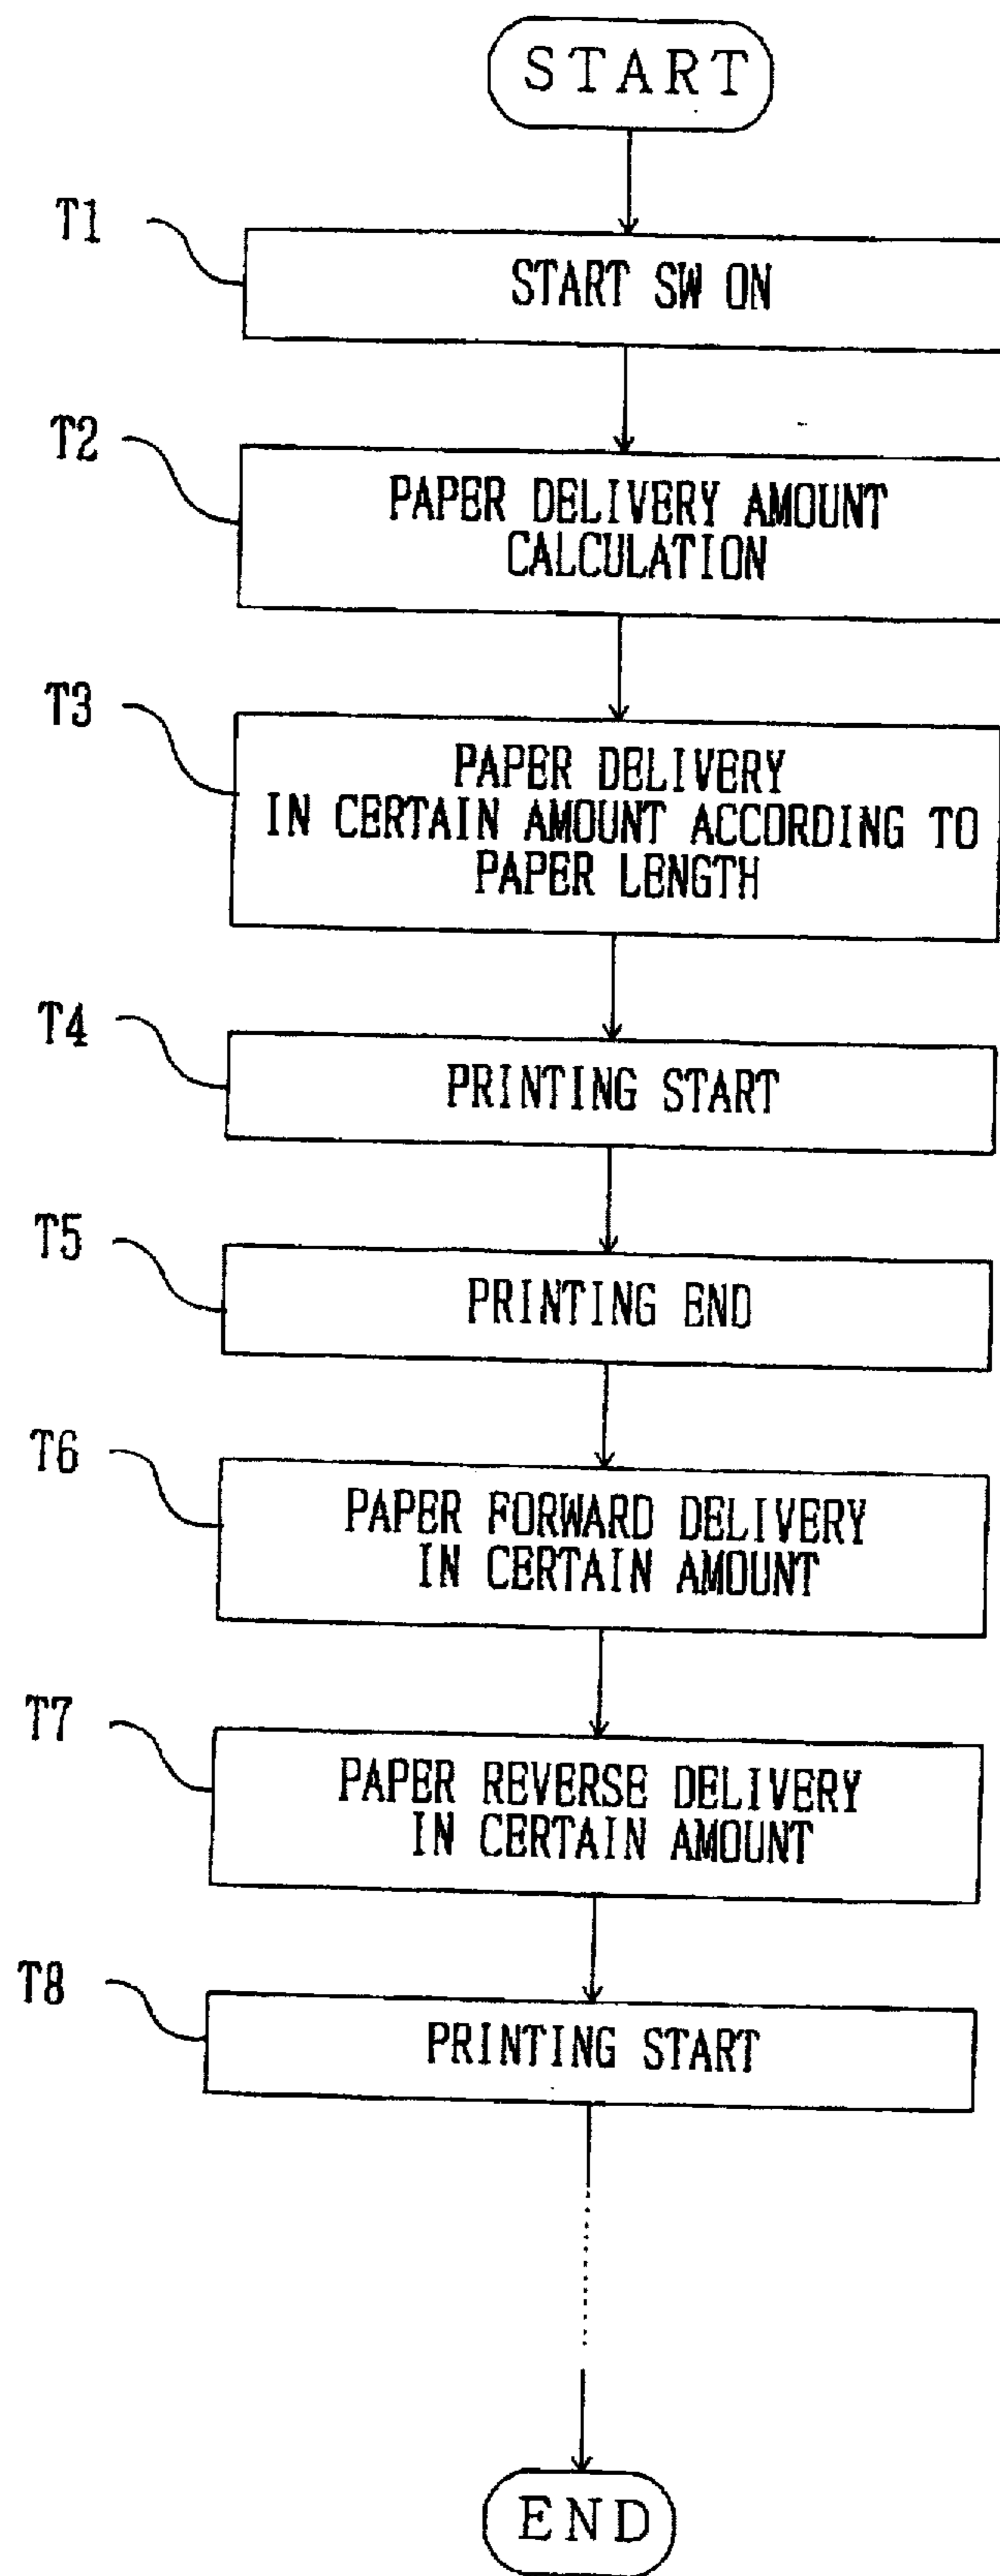 START
T1
START SW ON
T2
PAPER DELIVERY AMOUNT
CALCULATION
T3
PAPER DELIVERY
IN CERTAIN AMOUNT ACCORDING TO
PAPER LENGTH
T4
PRINTING START
T5
PRINTING END
T6
PAPER FORWARD DELIVERY
IN CERTAIN AMOUNT
T7
PAPER REVERSE DELIVERY
IN CERTAIN AMOUNT
T8
PRINTING START
END